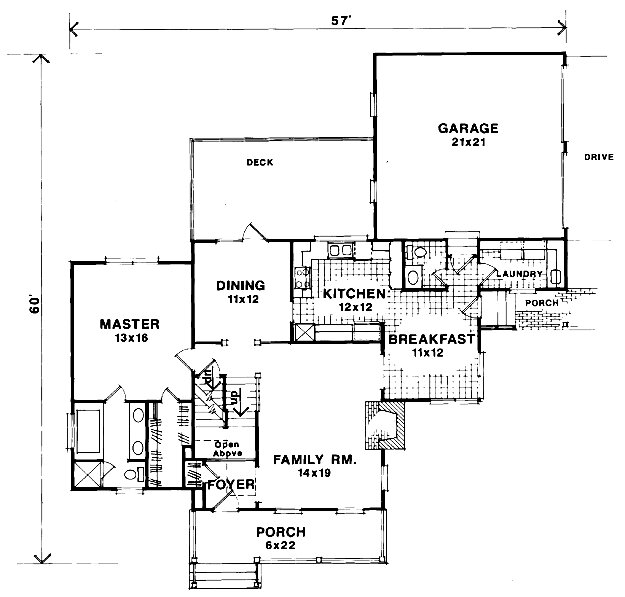 57'
GARAGE
21x21
DRIVE
DECK
60'
DINING
11x12
KITCHEN
12x12
LAUNDRY
PORCH
MASTER
13x16
BREAKFAST
11x12
dn
up
Open
Above
FAMILY RM.
14x19
FOYER
PORCH
6x22